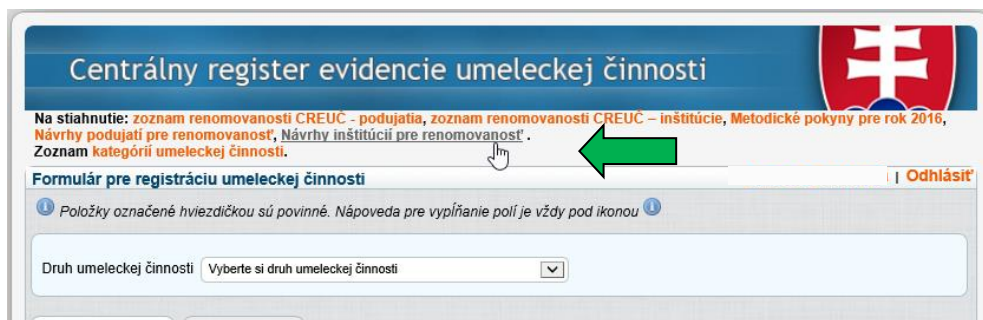 Centrálny register evidencie umeleckej činnosti
Na stiahnutie: zoznam renomovanosti CREUČ - podujatia, zoznam renomovanosti CREUČ – inštitúcie, Metodické pokyny pre rok 2016,
Návrhy podujatí pre renomovanosť, Návrhy inštitúcií pre renomovanosť .
Zoznam kategórií umeleckej činnosti.
Formulár pre registráciu umeleckej činnosti
| Odhlásiť
Položky označené hviezdičkou sú povinné. Nápoveda pre vypĺňanie polí je vždy pod ikonou
Druh umeleckej činnosti Vyberte si druh umeleckej činnosti